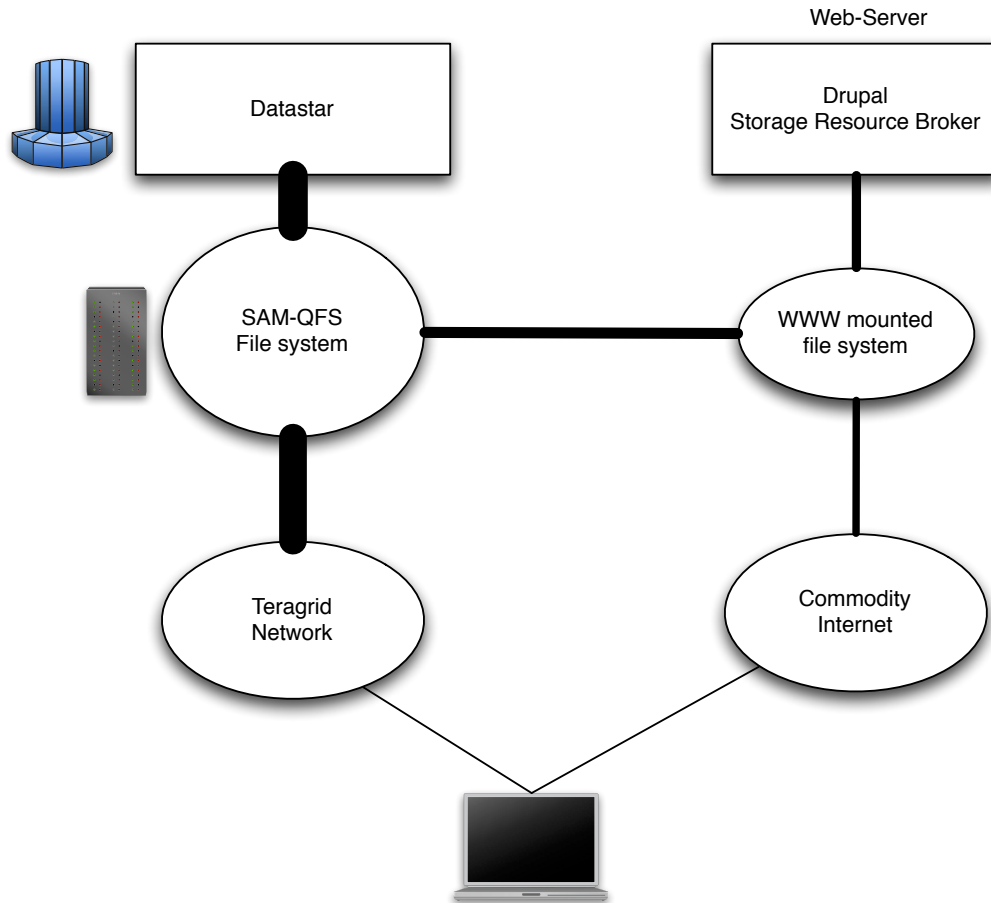 Web-Server
Datastar
Drupal
Storage Resource Broker
SAM-QFS
File system
WWW mounted
file system
Teragrid
Network
Commodity
Internet